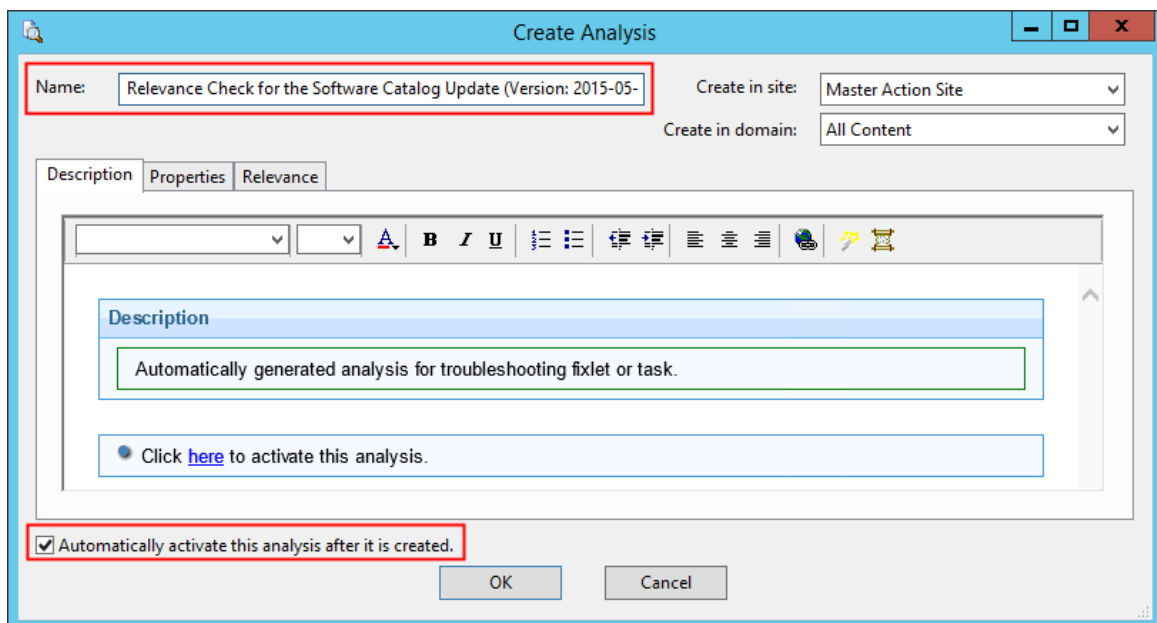 Create Analysis
Name: Relevance Check for the Software Catalog Update (Version: 2015-05- Create in site: Master Action Site
Create in domain: All Content
Description Properties Relevance
A B I U
Description
Automatically generated analysis for troubleshooting fixlet or task.
Click here to activate this analysis.
Automatically activate this analysis after it is created.
OK Cancel